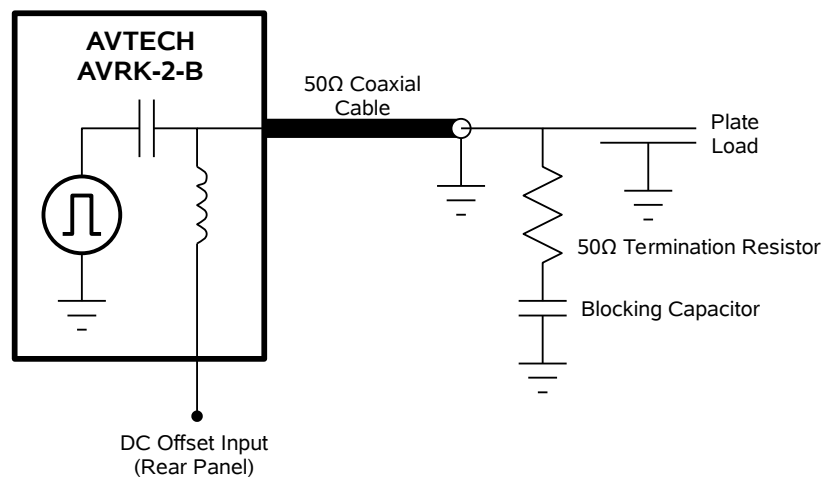 AVTECH
AVRK-2-B
50Ω Coaxial
Cable
Plate
Load
50Ω Termination Resistor
Blocking Capacitor
DC Offset Input
(Rear Panel)